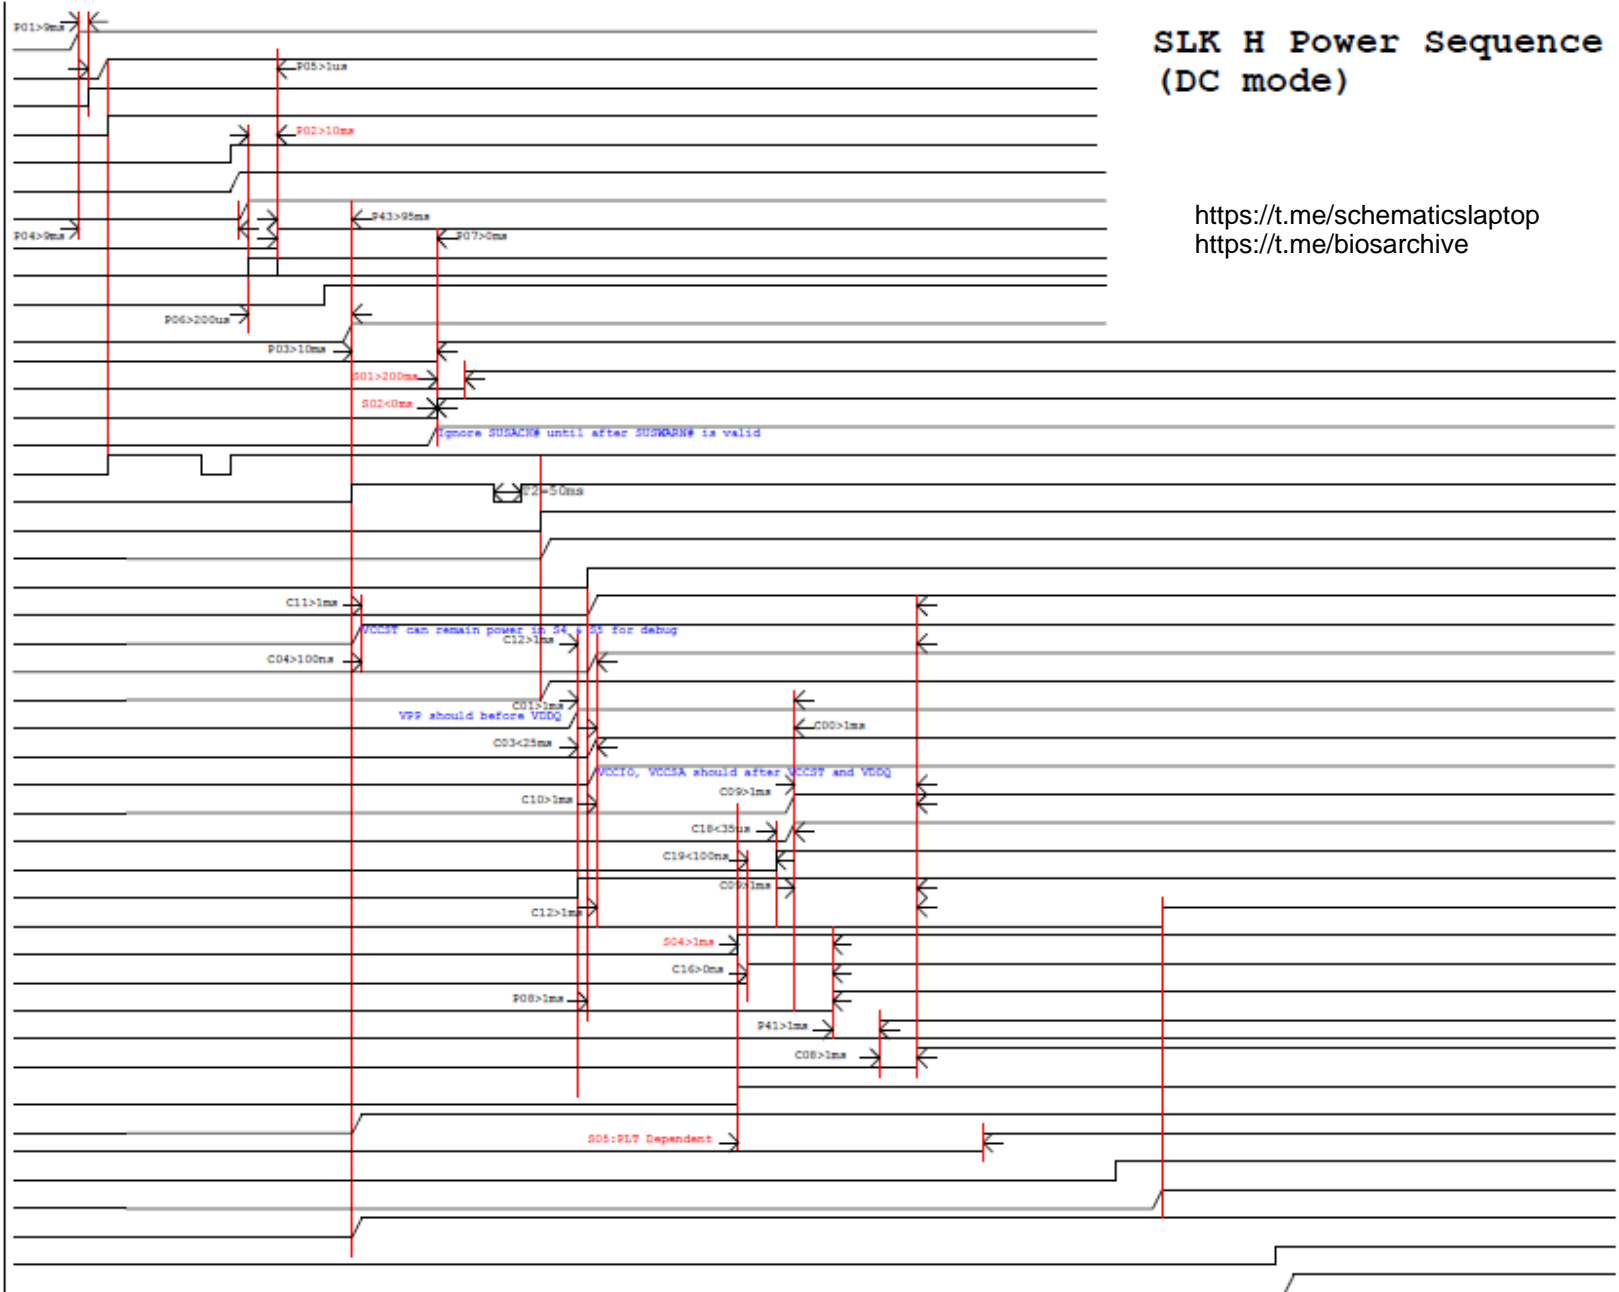 SLK H Power Sequence
(DC mode)
https://t.me/schematicslaptop
https://t.me/biosarchive
P01>9ms
P05>1us
P02>10ms
P43>95ms
P04>9ms
P07>0ms
P06>200us
P03>10ms
S01>200ms
S02<0ms
Ignore SUSACK# until after SUSWARN# is valid
T2=50ms
C11>1ms
VCCST can remain power in S4 & S5 for debug
C12>1ms
C04>100ns
C01>1ms
VPP should before VDDQ
C00>1ms
C03<25ms
VCCIO, VCCSA should after VCCST and VDDQ
C09>1ms
C10>1ms
C18<35us
C19<100ns
C09>1ms
C12>1ms
S04>1ms
C16>0ms
P08>1ms
P41>1ms
C08>1ms
S05:PLT Dependent